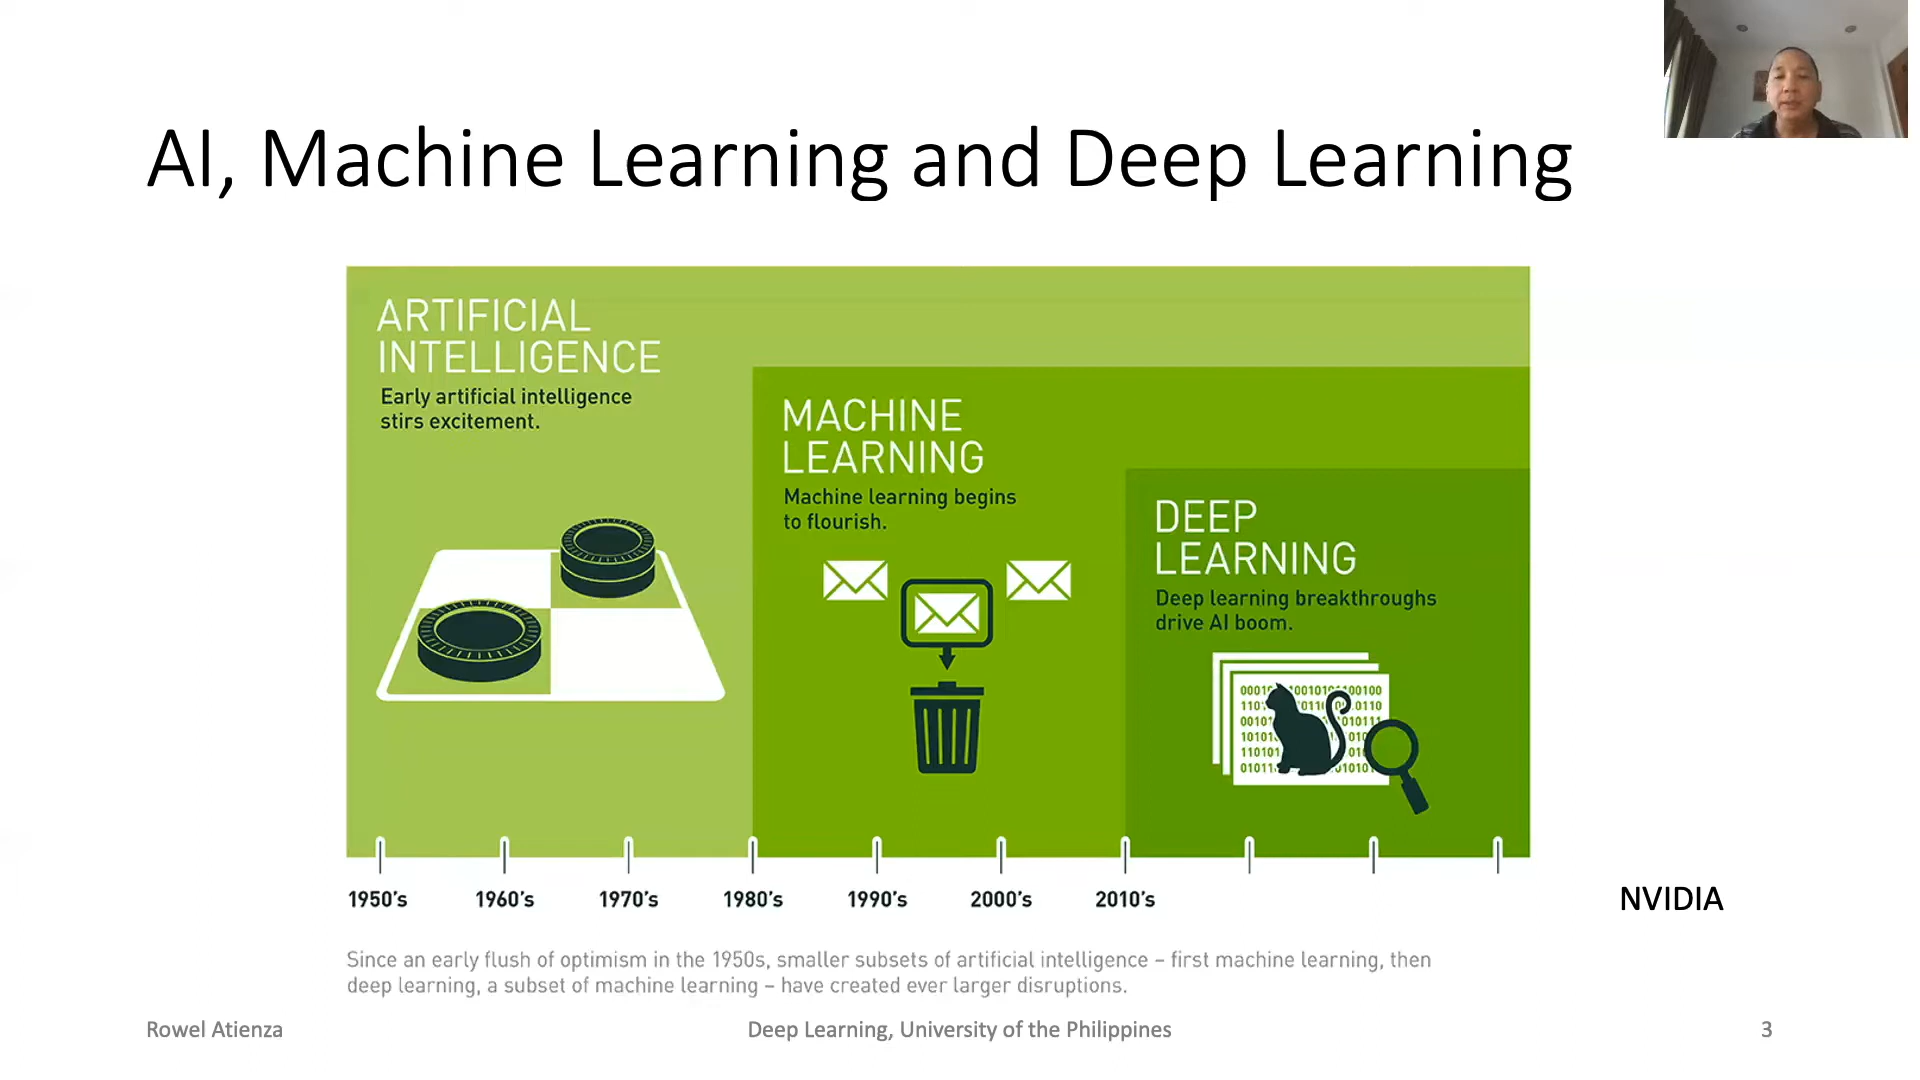 AI, Machine Learning and Deep Learning
ARTIFICIAL
INTELLIGENCE
Early artificial intelligence
stirs excitement.
MACHINE
LEARNING
Machine learning begins
to flourish.
DEEP
LEARNING
Deep learning breakthroughs
drive AI boom.
1950's 1960's 1970's 1980's 1990's 2000's 2010's
NVIDIA
Since an early flush of optimism in the 1950s, smaller subsets of artificial intelligence – first machine learning, then
deep learning, a subset of machine learning – have created ever larger disruptions.
Rowel Atienza Deep Learning, University of the Philippines 3